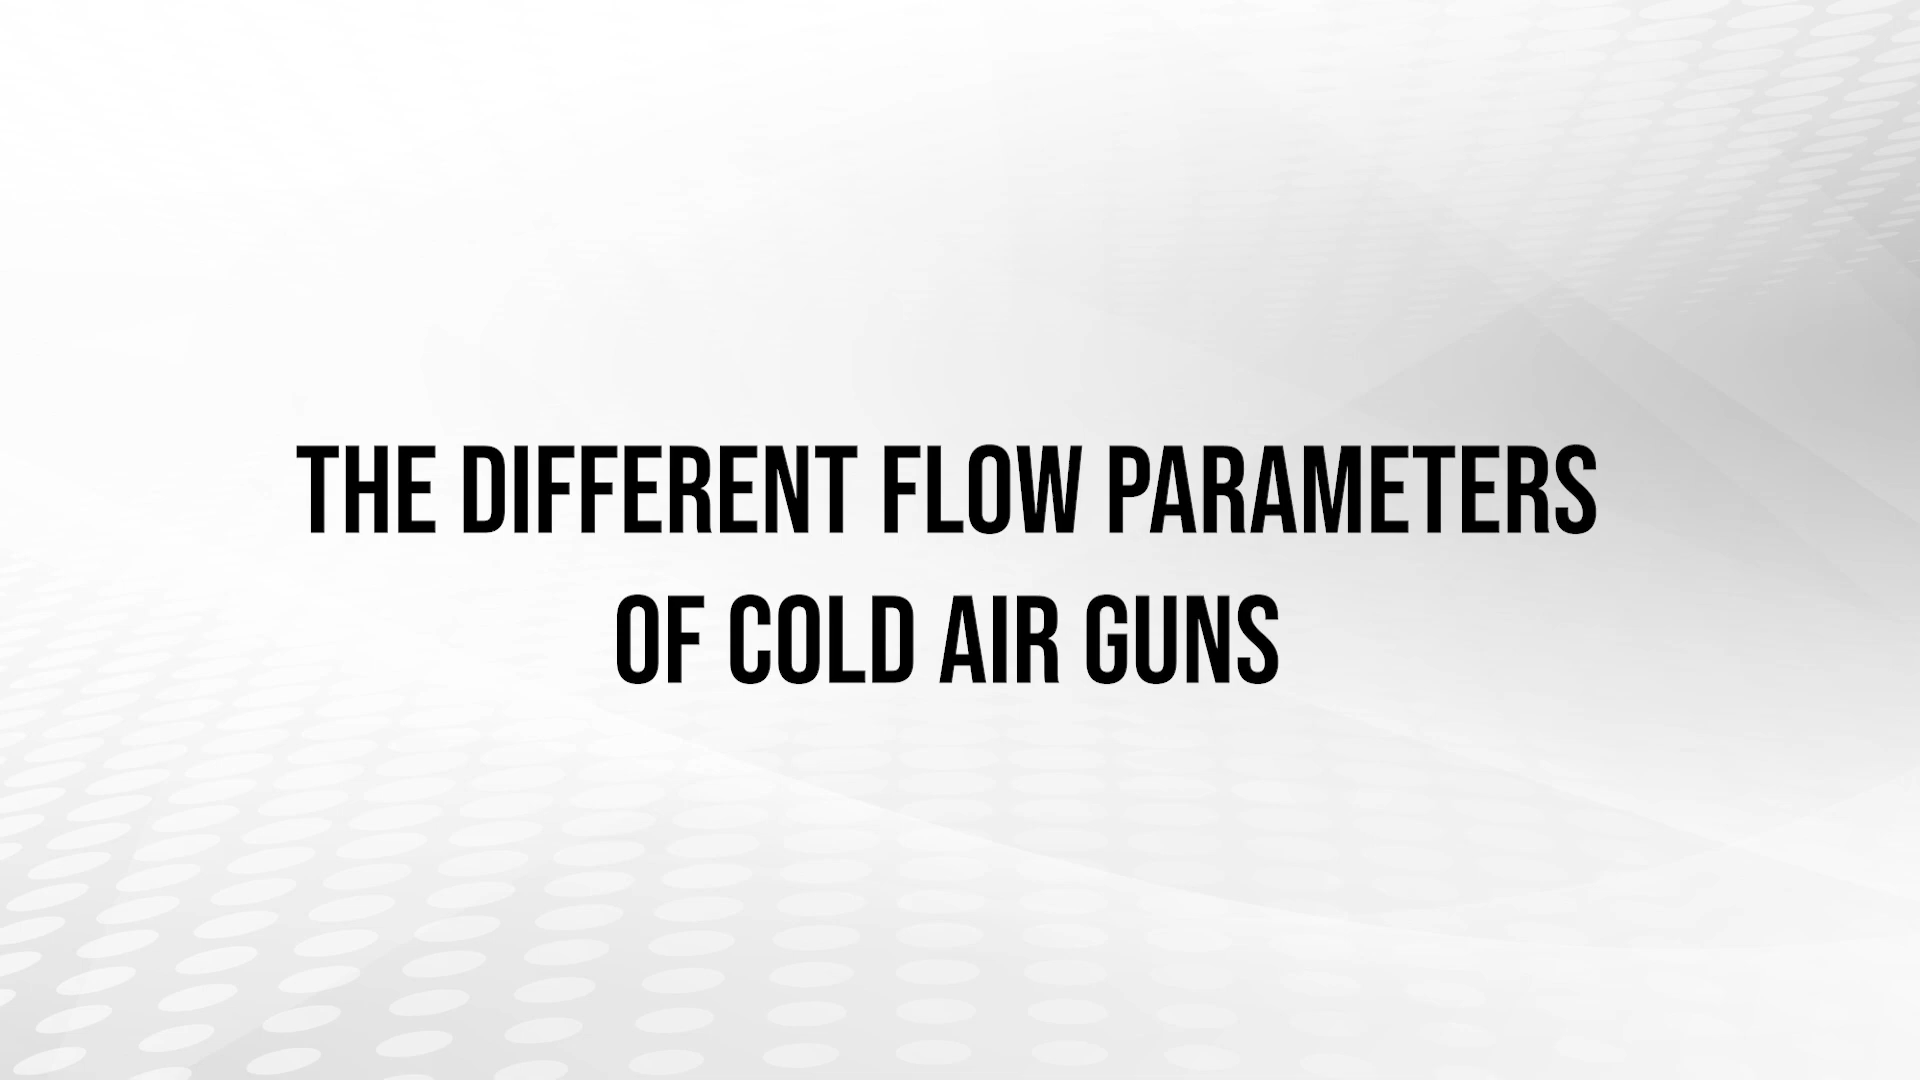 THE DIFFERENT FLOW PARAMETERS
OF COLD AIR GUNS